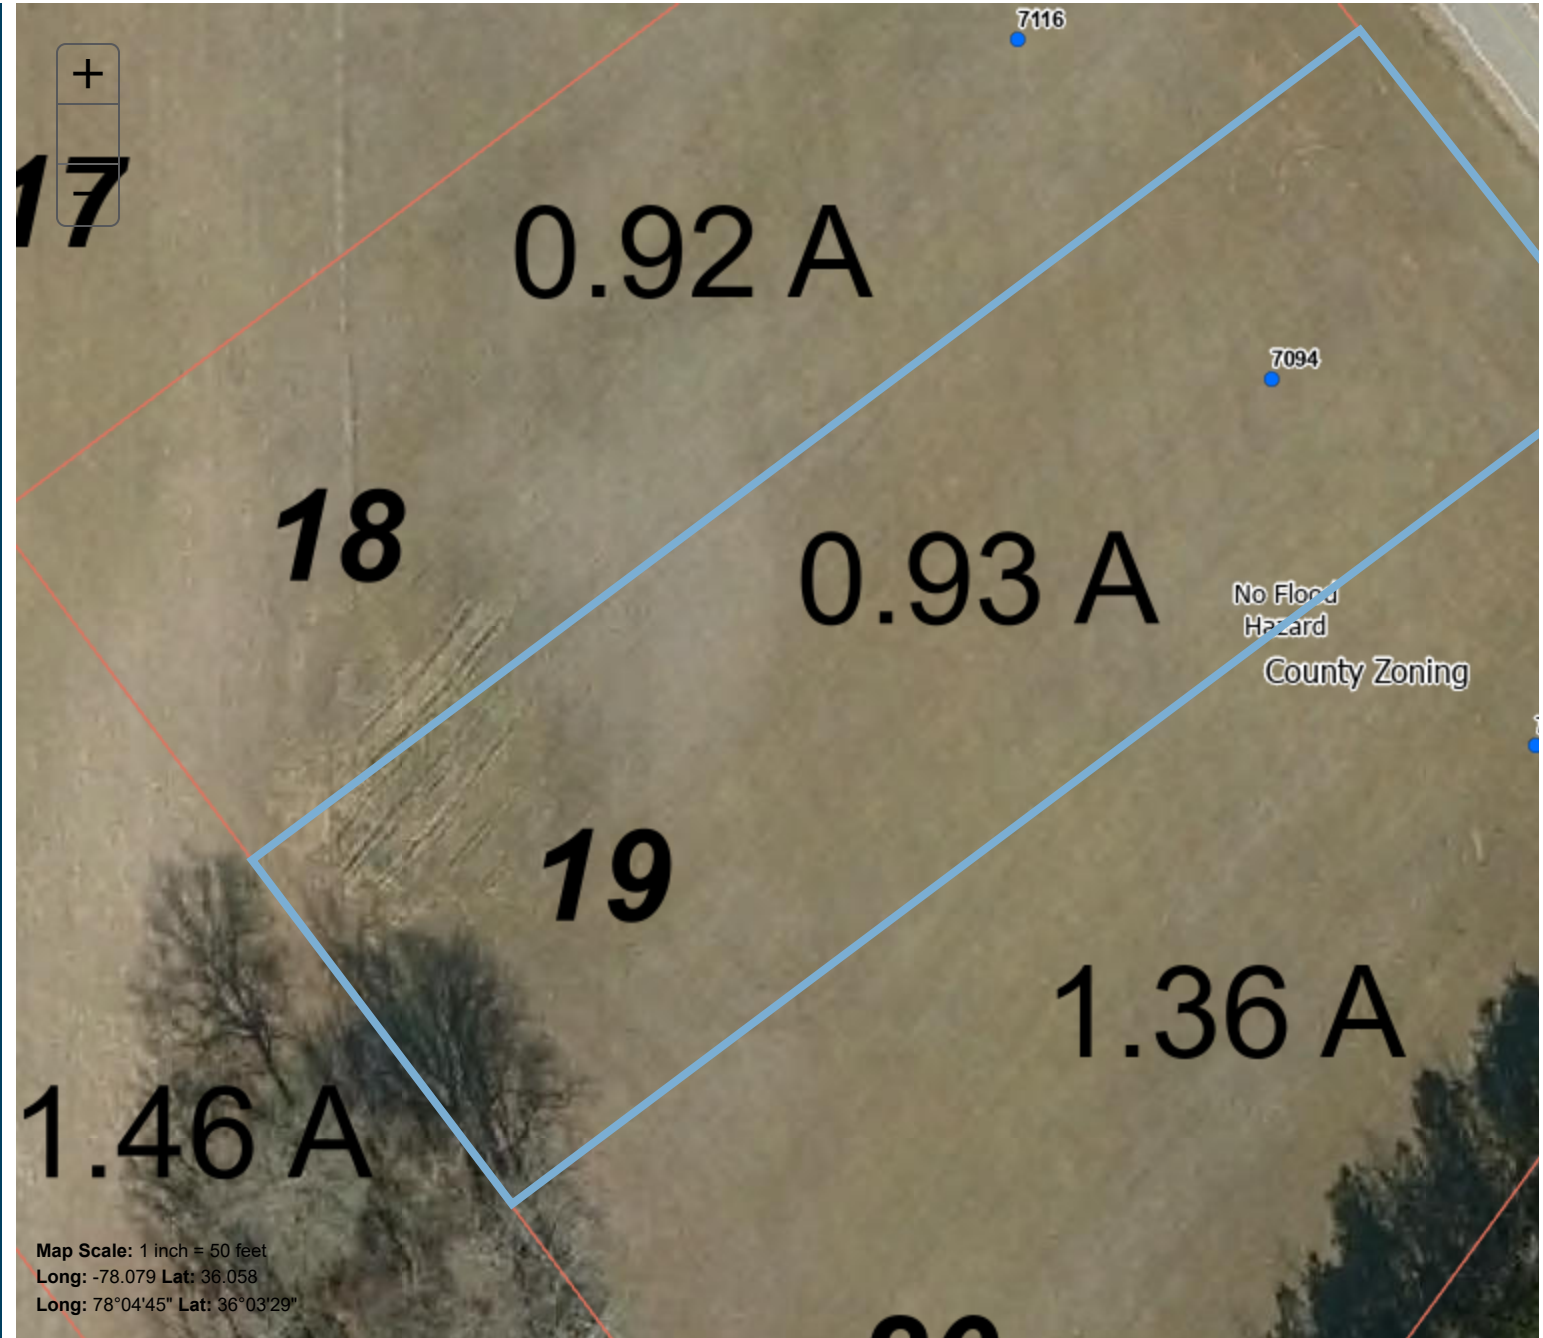 7116
+
17
−
0.92 A
7094
18
0.93 A
No Flood
Hazard
County Zoning
19
1.36 A
1.46 A
Map Scale: 1 inch = 50 feet
Long: -78.079 Lat: 36.058
Long: 78°04'45" Lat: 36°03'29"